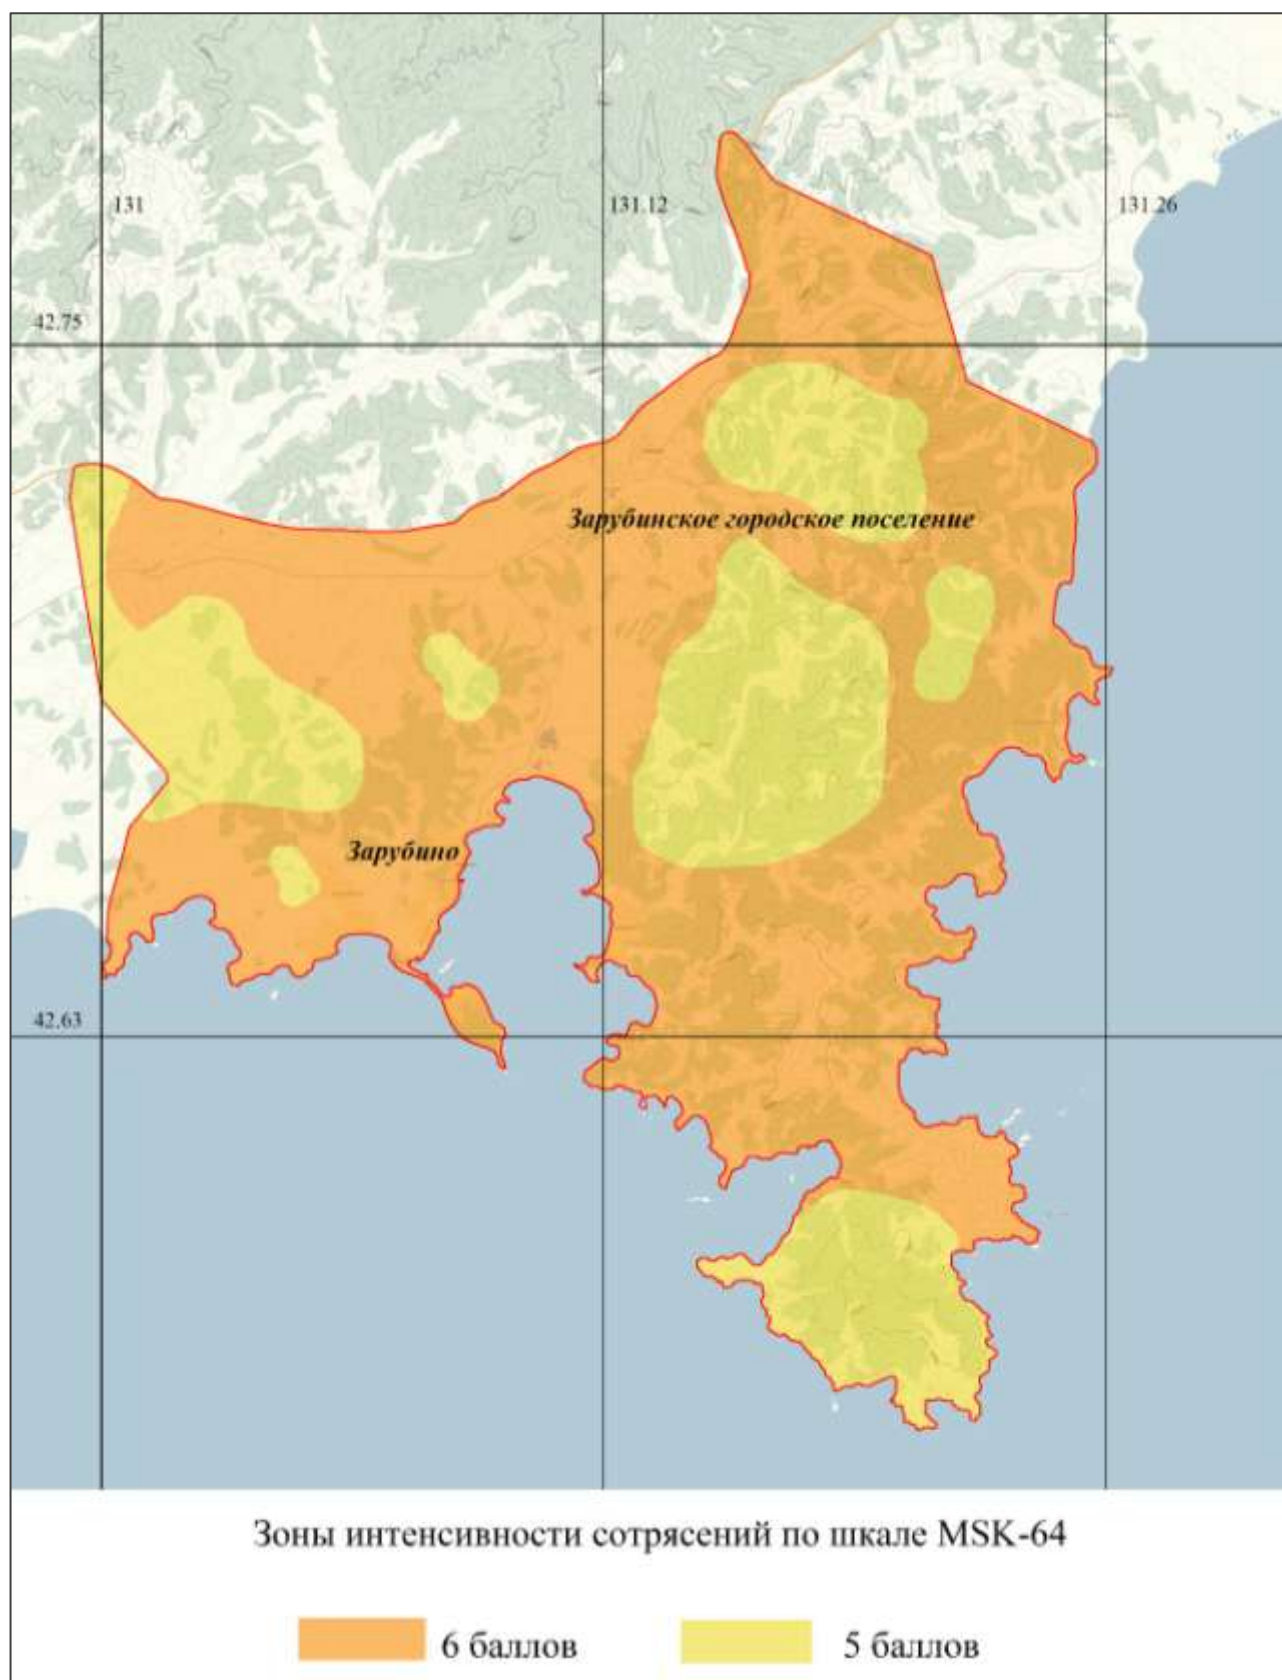 131
131.12
131.26
42.75
Зарубинское городское поселение
Зарубино
42.63
Зоны интенсивности сотрясений по шкале MSK-64
6 баллов
5 баллов